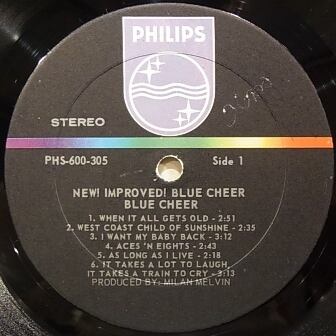 PHILIPS
STEREO
PHS-600-305 Side 1
NEW! IMPROVED! BLUE CHEER
BLUE CHEER
1. WHEN IT ALL GETS OLD - 2:51
2. WEST COAST CHILD OF SUNSHINE - 2:35
3. I WANT MY BABY BACK - 3:12
4. ACES 'N EIGHTS - 2:43
5. AS LONG AS I LIVE - 2:18
6. IT TAKES A LOT TO LAUGH,
IT TAKES A TRAIN TO CRY - 3:13
PRODUCED BY: MILAN MELVIN